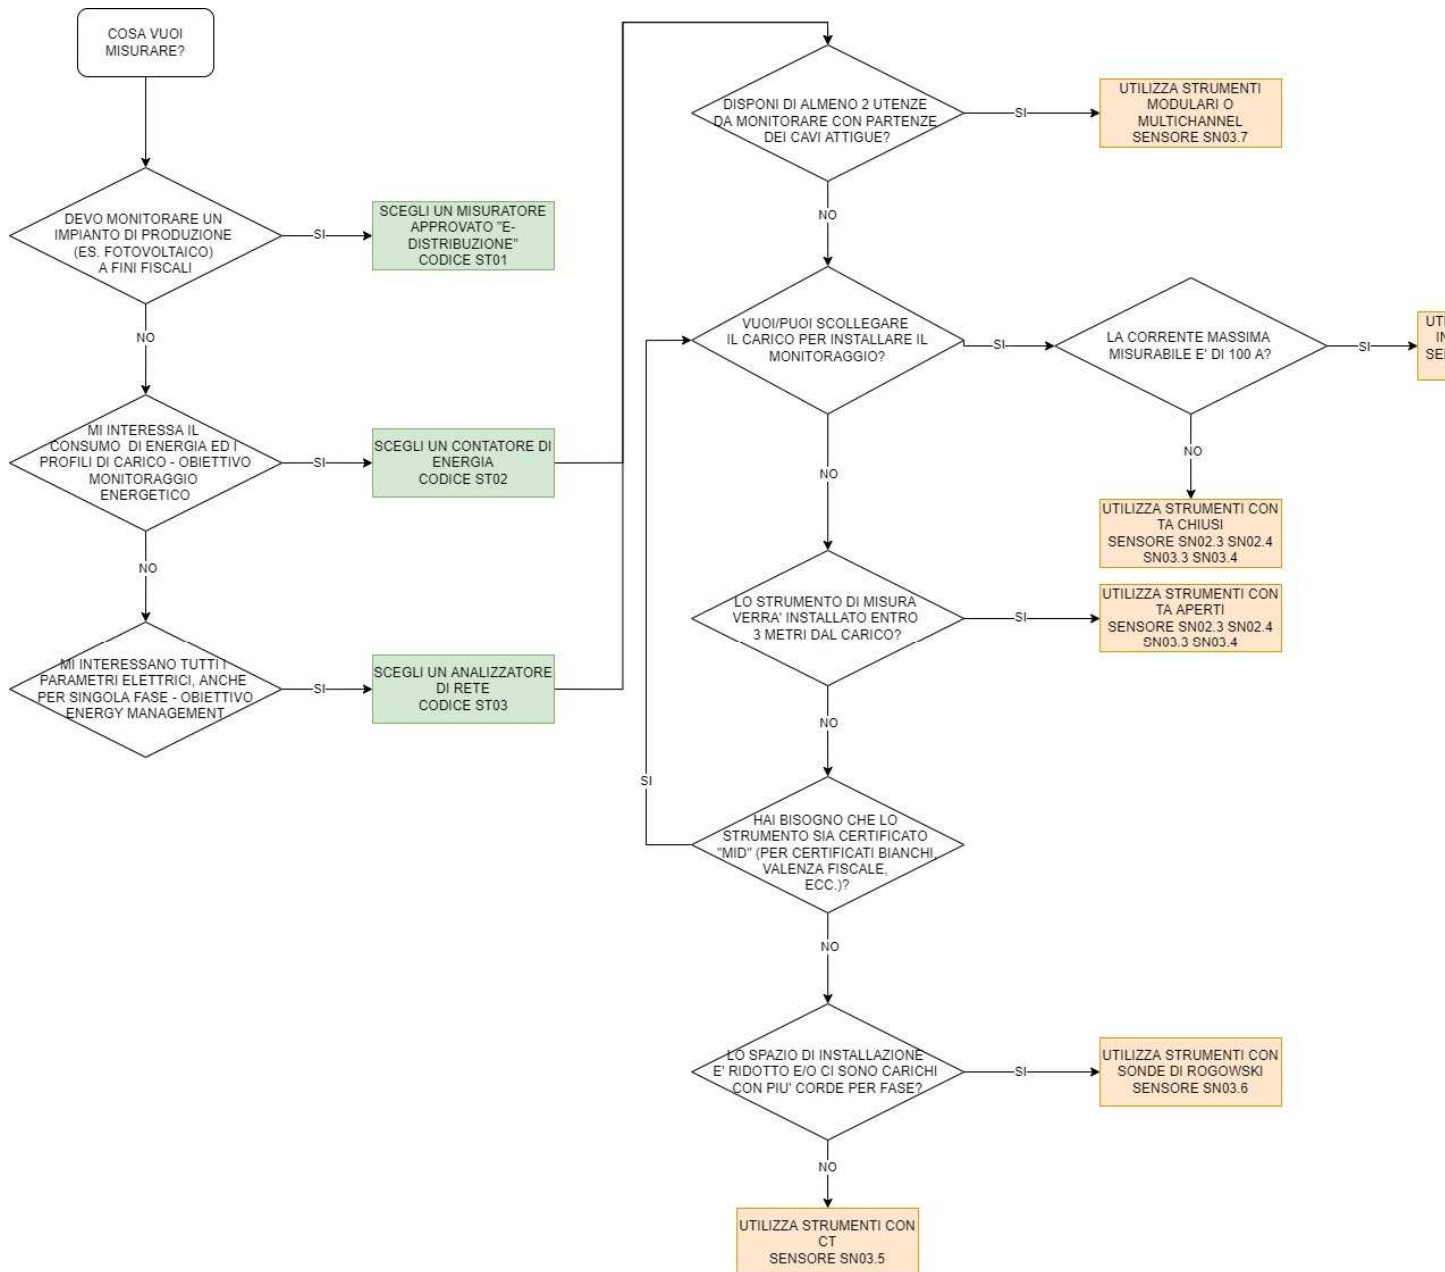 COSA VUOI
MISURARE?
DEVO MONITORARE UN
IMPIANTO DI PRODUZIONE
(ES. FOTOVOLTAICO)
A FINI FISCALI
SI
SCEGLI UN MISURATORE
APPROVATO "E-
DISTRIBUZIONE"
CODICE ST01
NO
MI INTERESSA IL
CONSUMO DI ENERGIA ED I
PROFILI DI CARICO - OBIETTIVO
MONITORAGGIO
ENERGETICO
SI
SCEGLI UN CONTATORE DI
ENERGIA
CODICE ST02
NO
MI INTERESSANO TUTTI I
PARAMETRI ELETTRICI, ANCHE
PER SINGOLA FASE - OBIETTIVO
ENERGY MANAGEMENT
SI
SCEGLI UN ANALIZZATORE
DI RETE
CODICE ST03
DISPONI DI ALMENO 2 UTENZE
DA MONITORARE CON PARTENZE
DEI CAVI ATTIGUE?
SI
UTILIZZA STRUMENTI
MODULARI O
MULTICHANNEL
SENSORE SN03.7
NO
VUOI/PUOI SCOLLEGARE
IL CARICO PER INSTALLARE IL
MONITORAGGIO?
SI
LA CORRENTE MASSIMA
MISURABILE E' DI 100 A?
SI
UT
IN
SE
NO
UTILIZZA STRUMENTI CON
TA CHIUSI
SENSORE SN02.3 SN02.4
SN03.3 SN03.4
NO
LO STRUMENTO DI MISURA
VERRA' INSTALLATO ENTRO
3 METRI DAL CARICO?
SI
UTILIZZA STRUMENTI CON
TA APERTI
SENSORE SN02.3 SN02.4
SN03.3 SN03.4
NO
HAI BISOGNO CHE LO
STRUMENTO SIA CERTIFICATO
"MID" (PER CERTIFICATI BIANCHI,
VALENZA FISCALE,
ECC.)?
SI
NO
LO SPAZIO DI INSTALLAZIONE
E' RIDOTTO E/O CI SONO CARICHI
CON PIU' CORDE PER FASE?
SI
UTILIZZA STRUMENTI CON
SONDE DI ROGOWSKI
SENSORE SN03.6
NO
UTILIZZA STRUMENTI CON
CT
SENSORE SN03.5